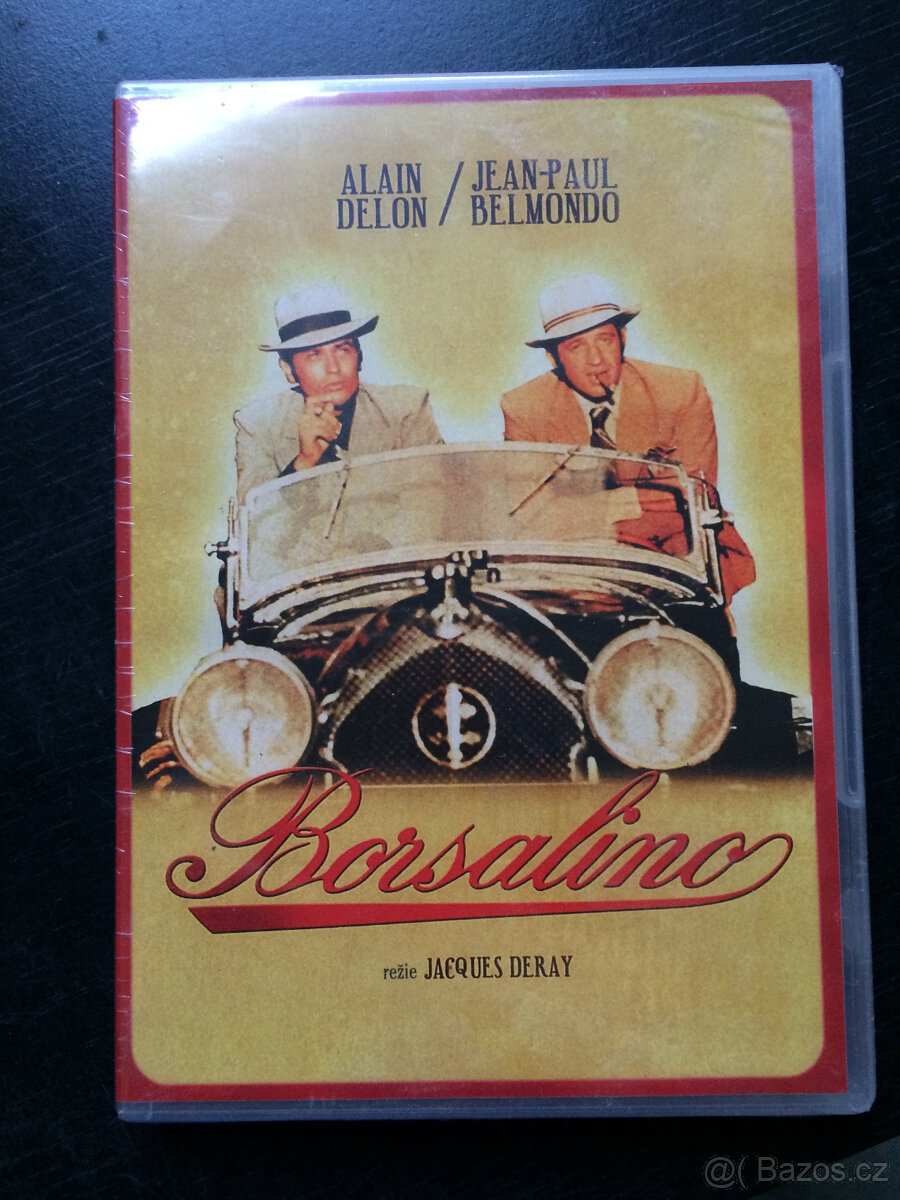 ALAIN / JEAN-PAUL
DELON / BELMONDO
Borsalino
režie JACQUES DERAY
@( Bazos.cz